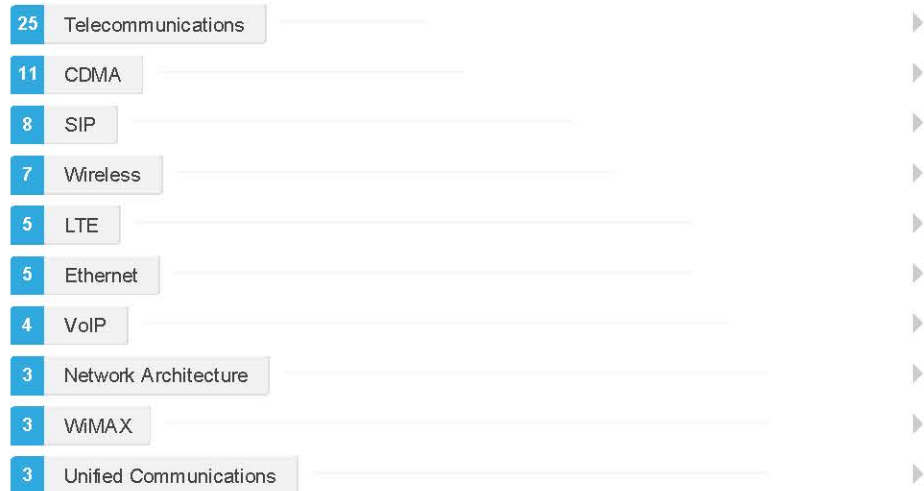 25 Telecommunications
11 CDMA
8 SIP
7 Wireless
5 LTE
5 Ethernet
4 VoIP
3 Network Architecture
3 WiMAX
3 Unified Communications